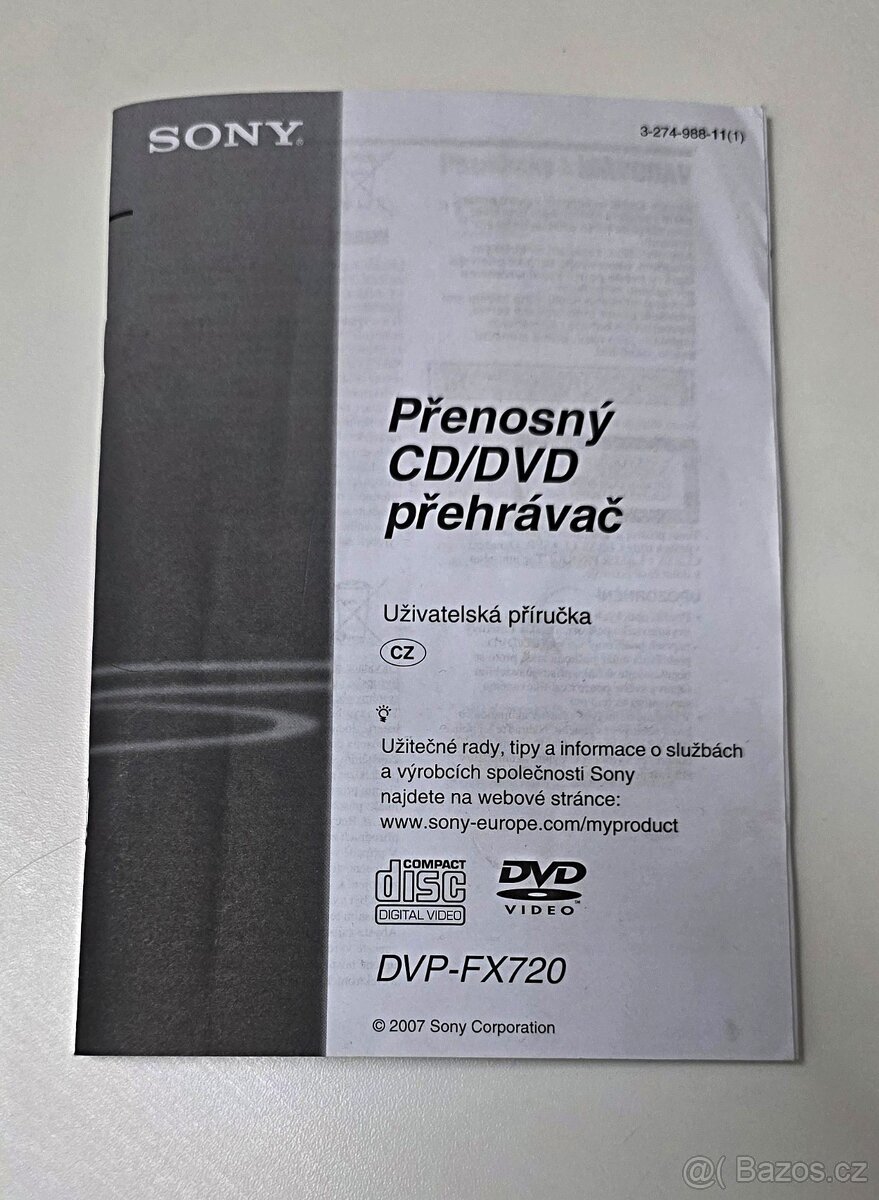 SONY®
3-274-988-11(1)
Přenosný
CD/DVD
přehrávač
Uživatelská příručka
CZ
Užitečné rady, tipy a informace o službách
a výrobcích společnosti Sony
najdete na webové stránce:
www.sony-europe.com/myproduct
COMPACT
disc
DIGITAL VIDEO
DVD
VIDEO™
DVP-FX720
© 2007 Sony Corporation
@( Bazos.cz